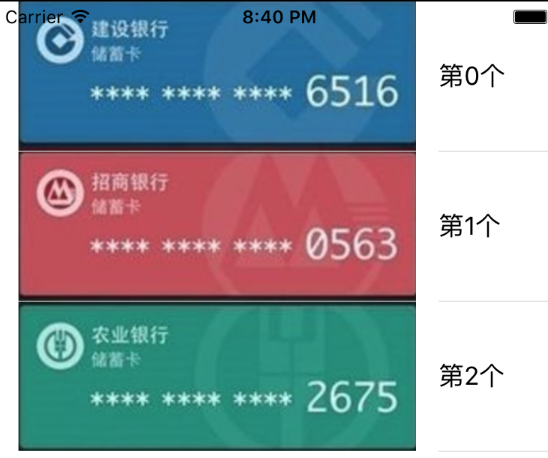 Carrier 8:40 PM
建设银行
储蓄卡
**** **** **** 6516
第0个
招商银行
储蓄卡
**** **** **** 0563
第1个
农业银行
储蓄卡
**** **** **** 2675
第2个